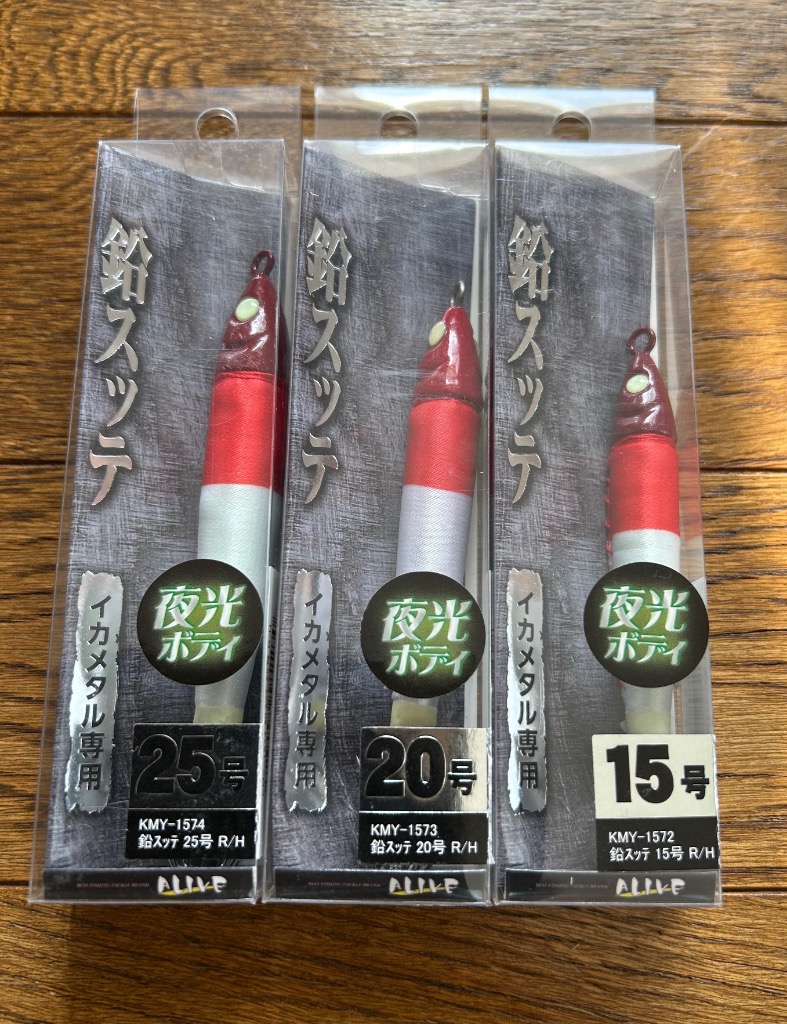 鉛スッテ
イカメタル専用
夜光
ボディ
25号
KMY-1574
鉛スッテ 25号 R/H
ALIVE
鉛スッテ
イカメタル専用
夜光
ボディ
20号
KMY-1573
鉛スッテ 20号 R/H
ALIVE
鉛スッテ
イカメタル専用
夜光
ボディ
15号
KMY-1572
鉛スッテ 15号 R/H
ALIVE